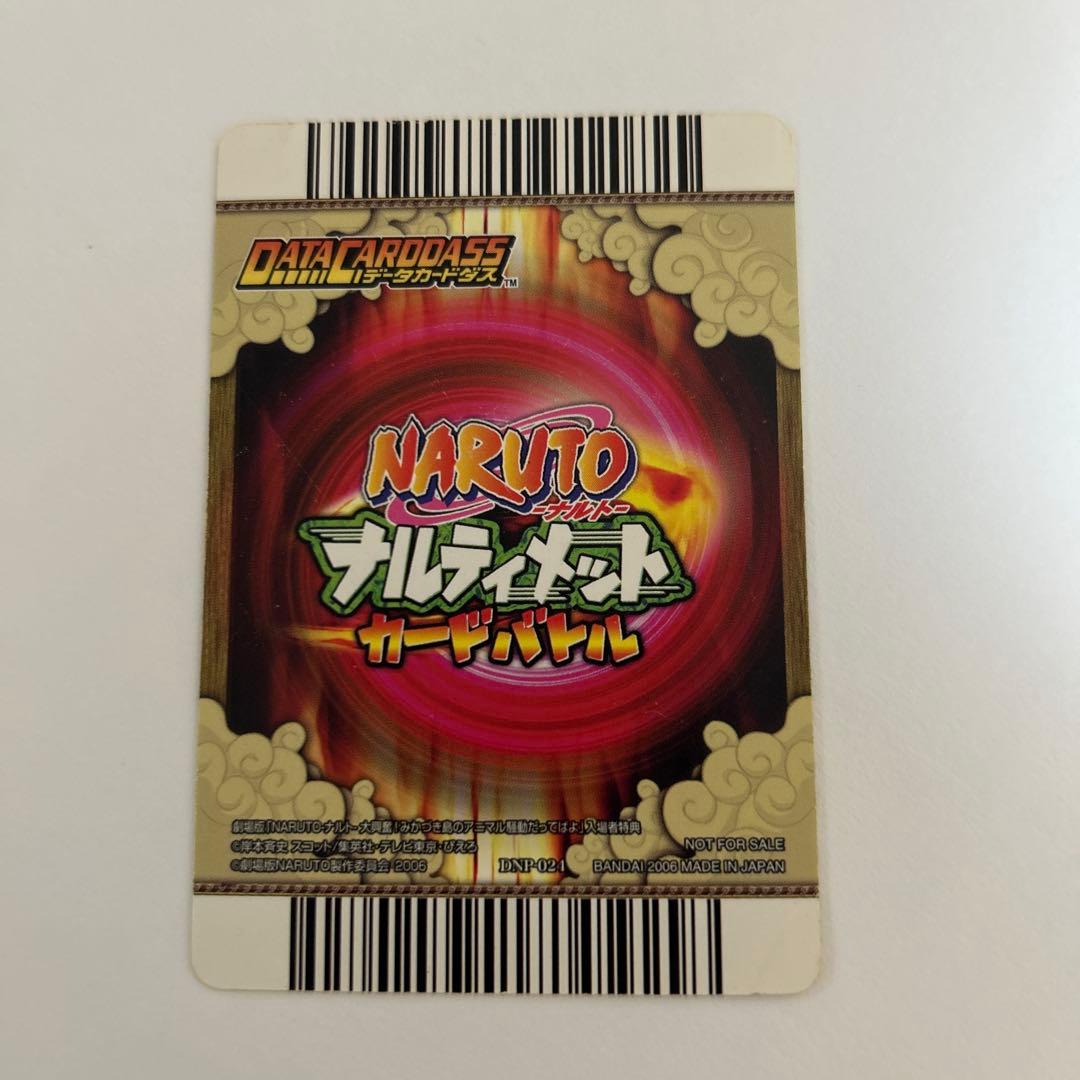 DATA CARDDASS
データカードダス TM
NARUTO
-ナルト-
ナルティメット
カードバトル
劇場版「NARUTO-ナルト-大興奮!みかづき島のアニマル騒動だってばよ」入場者特典
©岸本斉史 スコット/集英社・テレビ東京・ぴえろ
NOT FOR SALE
©劇場版NARUTO製作委員会 2006
DNP-024
BANDAI 2006 MADE IN JAPAN